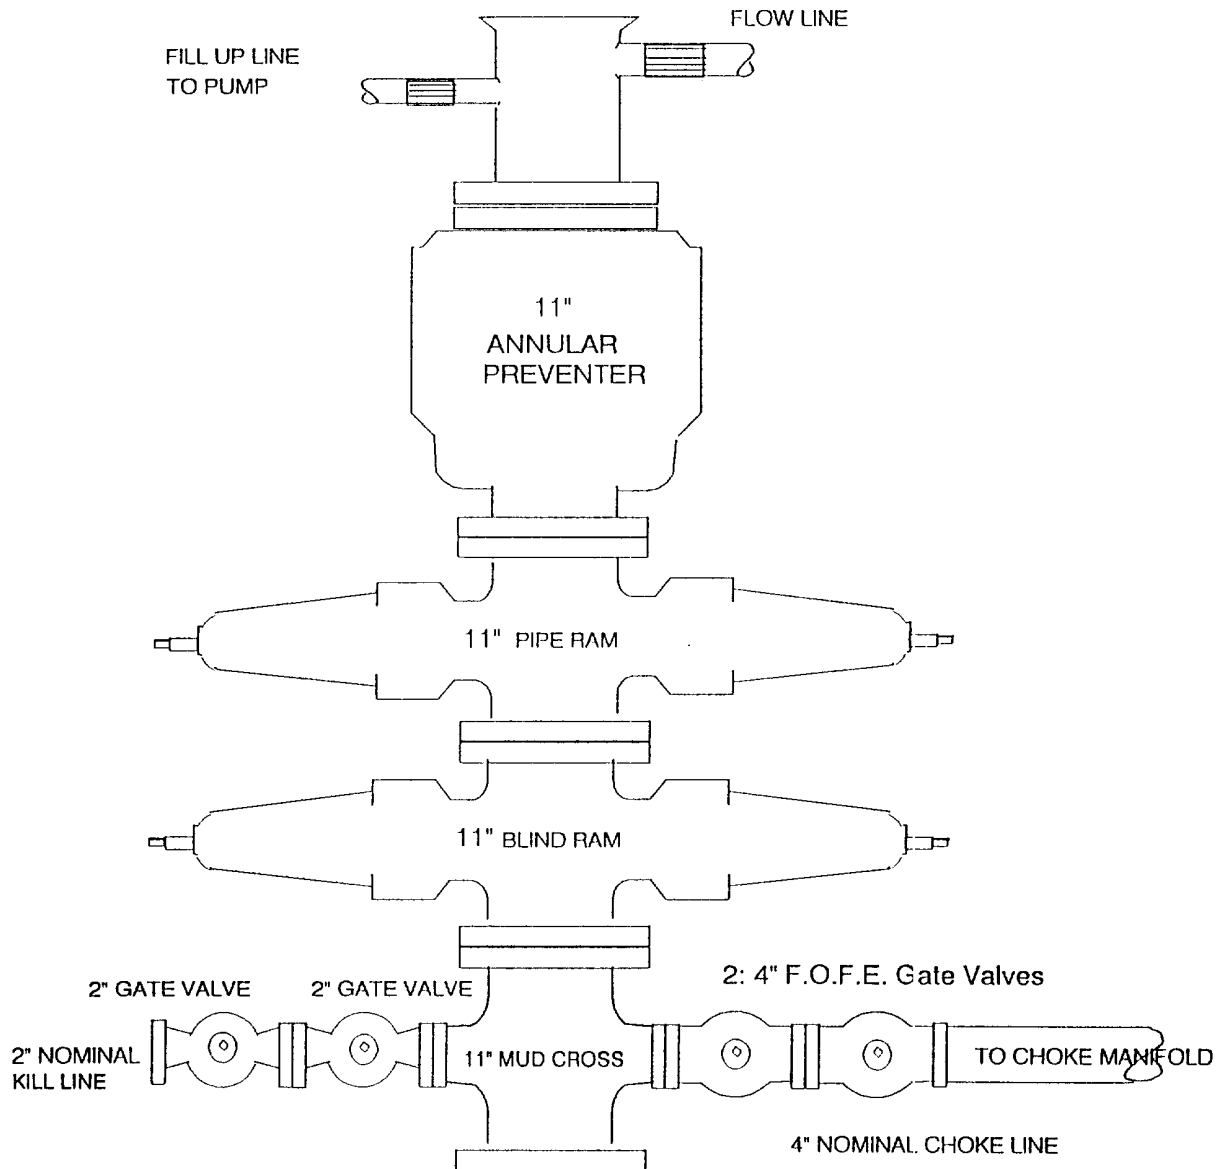 FLOW LINE
FILL UP LINE
TO PUMP
11"
ANNULAR
PREVENTER
11" PIPE RAM
11" BLIND RAM
2" GATE VALVE
2" GATE VALVE
2: 4" F.O.F.E. Gate Valves
2" NOMINAL
KILL LINE
11" MUD CROSS
TO CHOKE MANIFOLD
4" NOMINAL CHOKE LINE